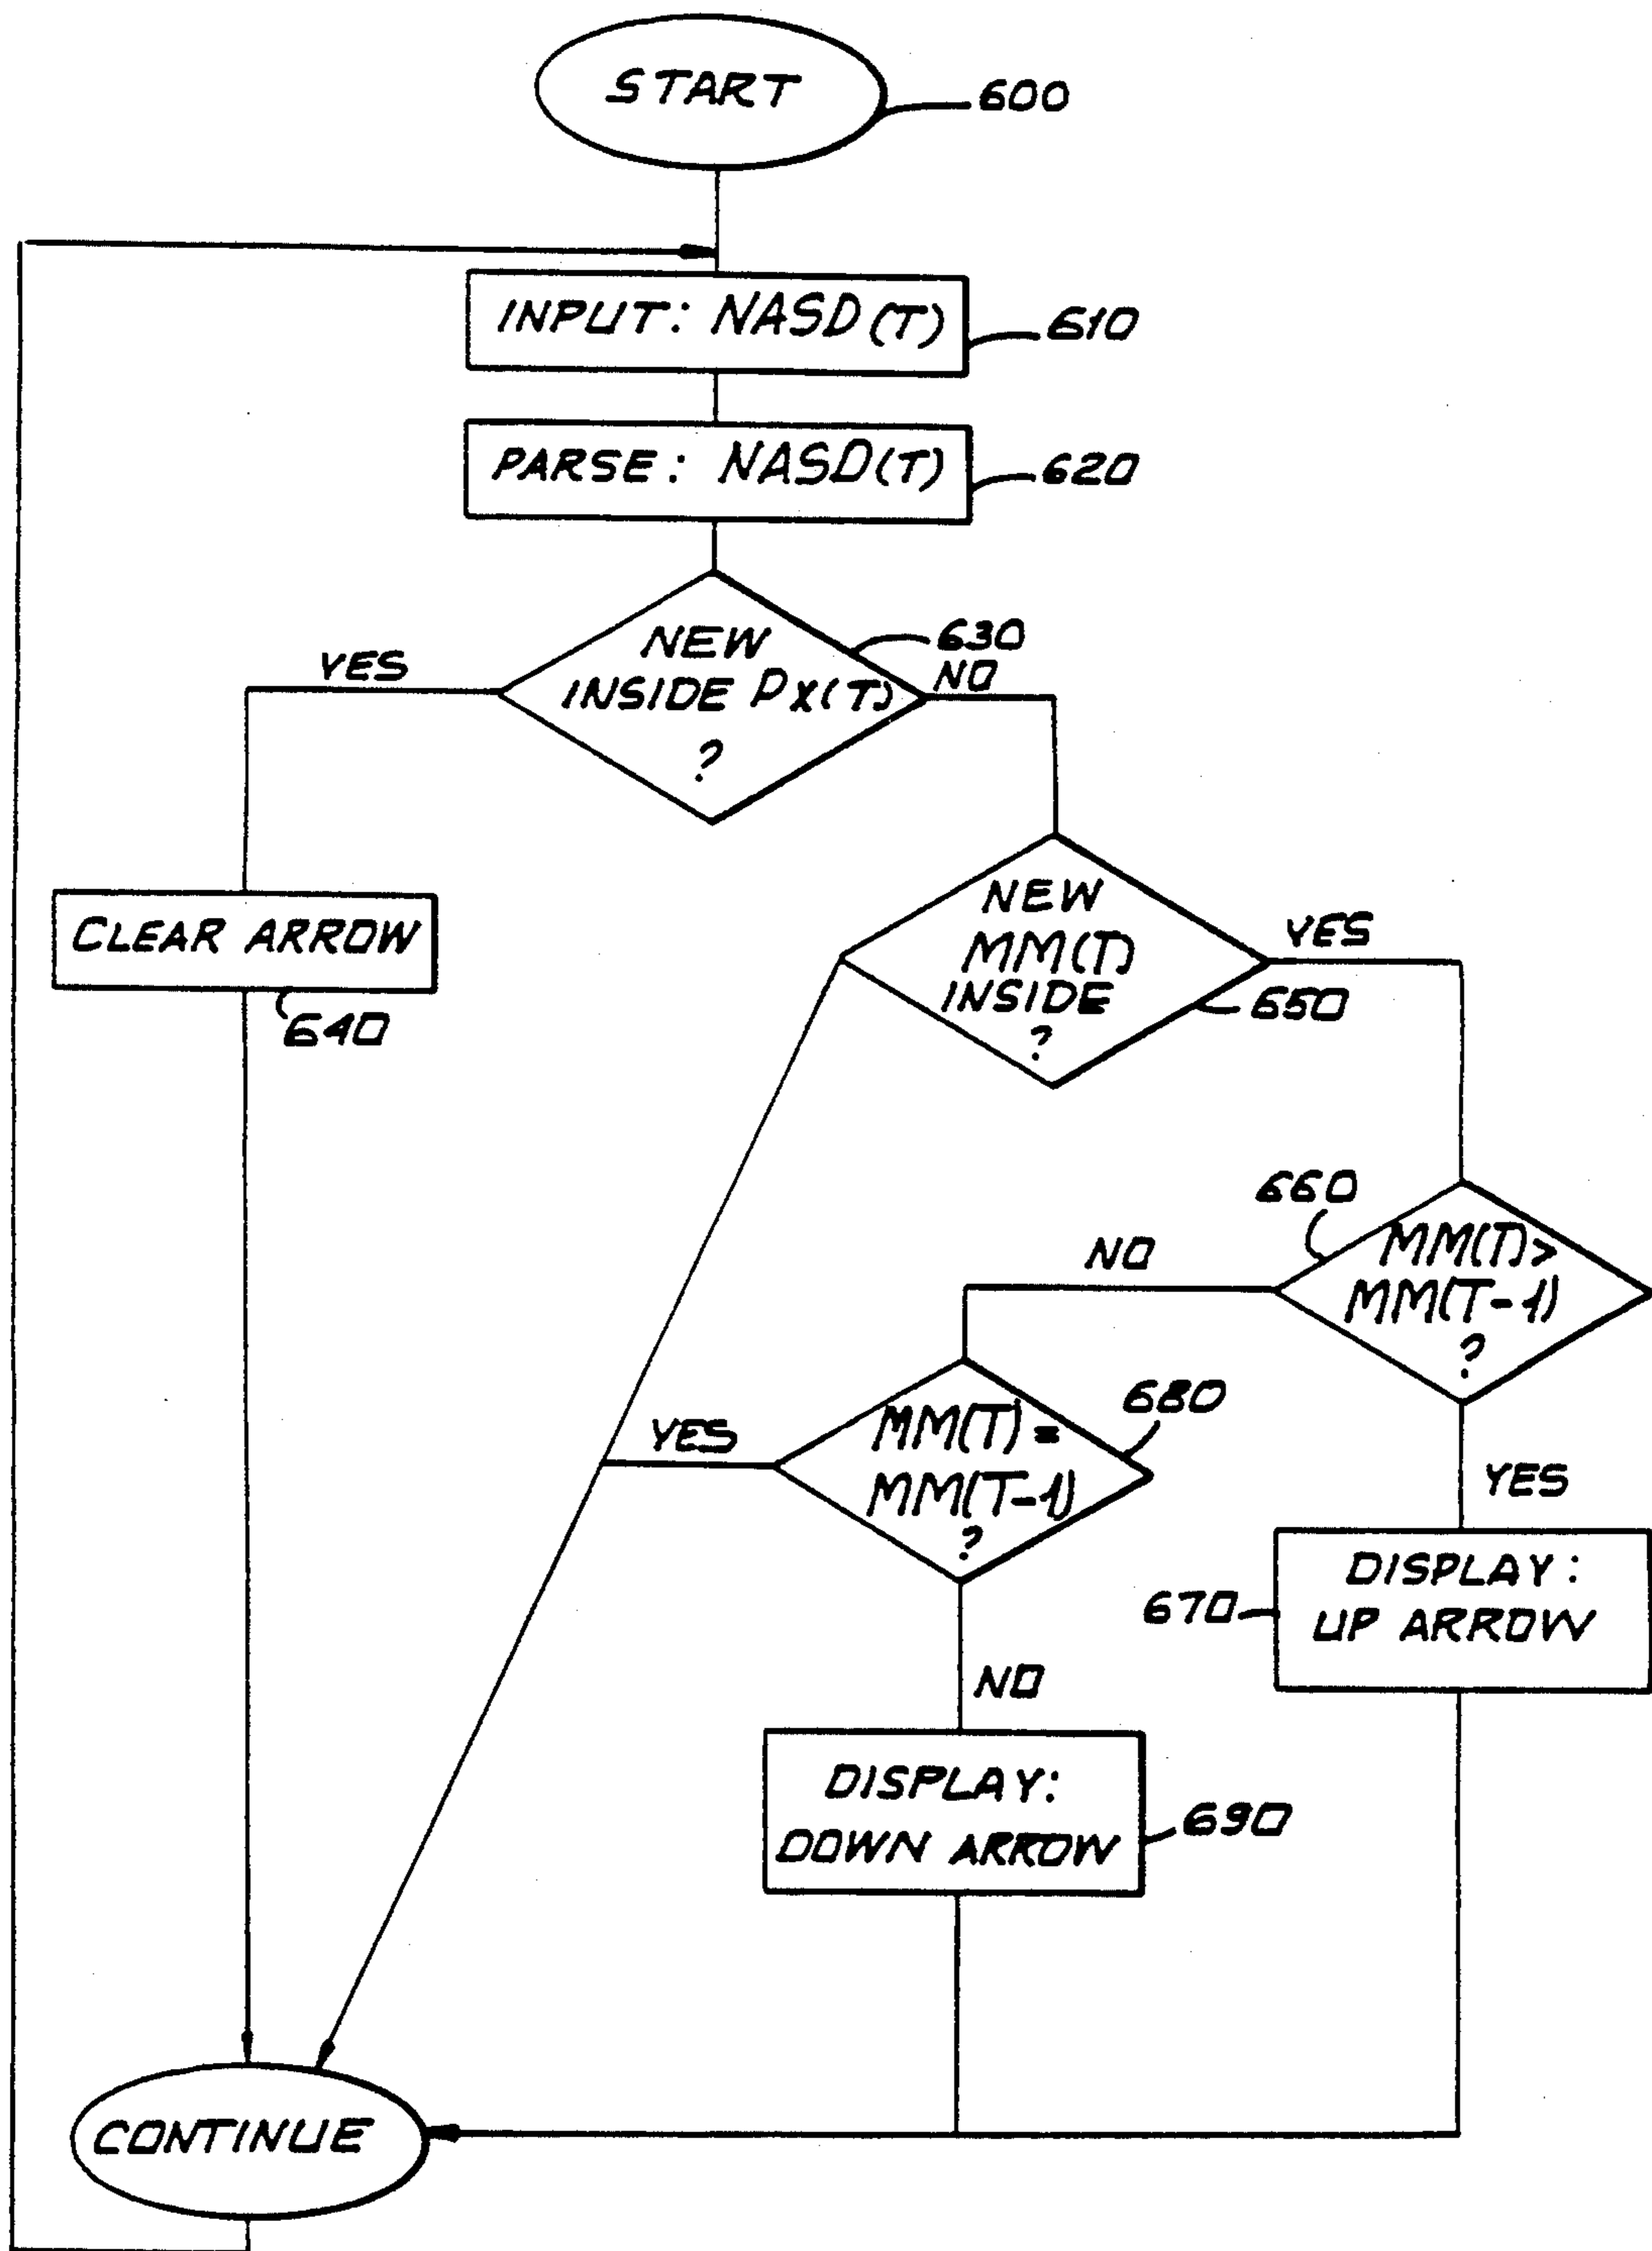 START
600
INPUT: NASD(T)
610
PARSE: NASD(T)
620
NEW
INSIDE PX(T)
?
630
YES
NO
CLEAR ARROW
640
NEW
MM(T)
INSIDE
?
YES
650
660
MM(T)>
MM(T-1)
?
NO
MM(T)=
MM(T-1)
?
680
YES
YES
DISPLAY:
UP ARROW
670
NO
DISPLAY:
DOWN ARROW
690
CONTINUE